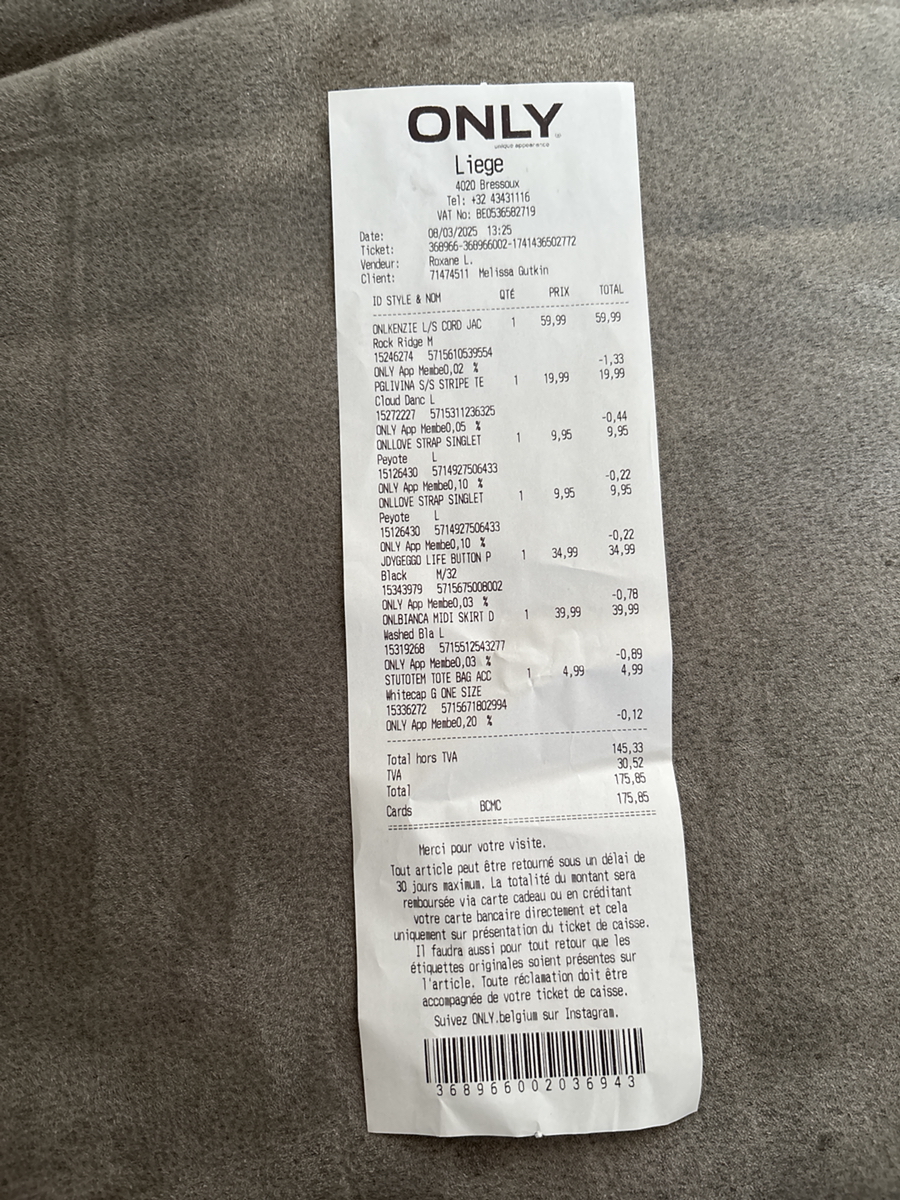 ONLY
unique appearence
Liege
4020 Bressoux
Tel: +32 43431116
VAT No: BE0536582719
Date: 08/03/2025 13:25
Ticket: 368966-368966002-1741436502772
Vendeur: Roxane L.
Client: 71474511 Melissa Gutkin
ID STYLE & NOM QTÉ PRIX TOTAL
ONLKENZIE L/S CORD JAC 1 59,99 59,99
Rock Ridge M
15246274 5715610539554
ONLY App Membe0,02 % -1,33
PGLIVINA S/S STRIPE TE 1 19,99 19,99
Cloud Danc L
15272227 5715311236325
ONLY App Membe0,05 % -0,44
ONLLOVE STRAP SINGLET 1 9,95 9,95
Peyote L
15126430 5714927506433
ONLY App Membe0,10 % -0,22
ONLLOVE STRAP SINGLET 1 9,95 9,95
Peyote L
15126430 5714927506433
ONLY App Membe0,10 % -0,22
JDYGEGGO LIFE BUTTON P 1 34,99 34,99
Black M/32
15343979 5715675008002
ONLY App Membe0,03 % -0,78
ONLBIANCA MIDI SKIRT D 1 39,99 39,99
Washed Bla L
15319268 5715512543277
ONLY App Membe0,03 % -0,89
STUTOTEM TOTE BAG ACC 1 4,99 4,99
Whitecap G ONE SIZE
15336272 5715671802994
ONLY App Membe0,20 % -0,12
Total hors TVA 145,33
TVA 30,52
Total 175,85
Cards BCMC 175,85
Merci pour votre visite.
Tout article peut être retourné sous un délai de
30 jours maximum. La totalité du montant sera
remboursée via carte cadeau ou en créditant
votre carte bancaire directement et cela
uniquement sur présentation du ticket de caisse.
Il faudra aussi pour tout retour que les
étiquettes originales soient présentes sur
l'article. Toute réclamation doit être
accompagnée de votre ticket de caisse.
Suivez ONLY.belgium sur Instagram.
368966002036943